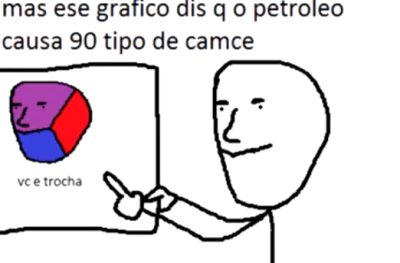 mas ese grafico dis q o petroleo
causa 90 tipo de camce
vc e trocha